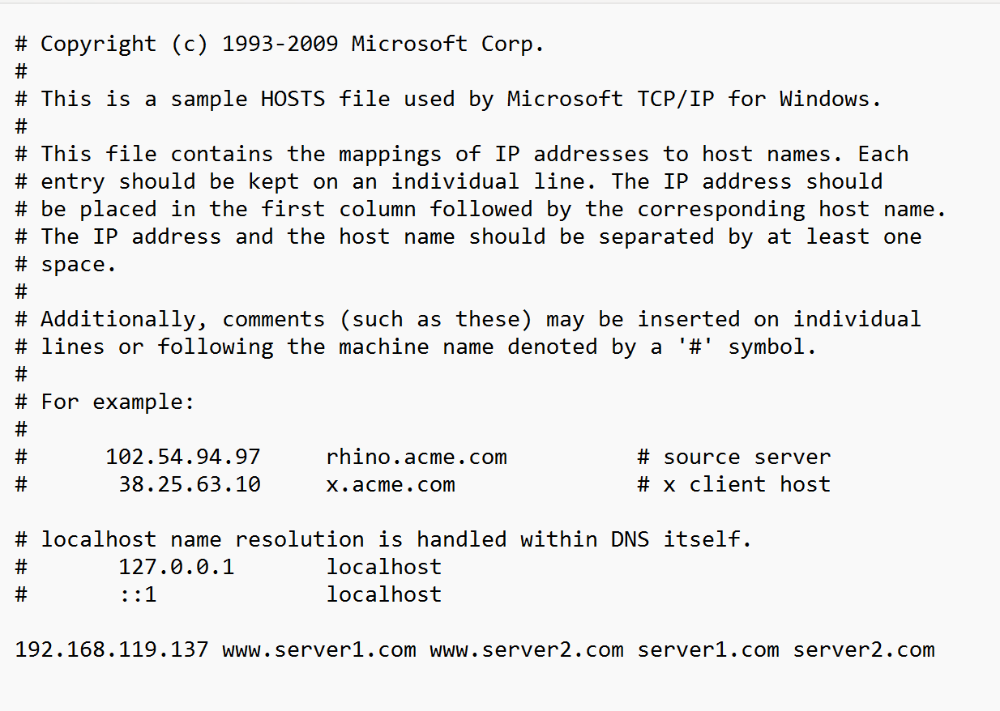 # Copyright (c) 1993-2009 Microsoft Corp.
#
# This is a sample HOSTS file used by Microsoft TCP/IP for Windows.
#
# This file contains the mappings of IP addresses to host names. Each
# entry should be kept on an individual line. The IP address should
# be placed in the first column followed by the corresponding host name.
# The IP address and the host name should be separated by at least one
# space.
#
# Additionally, comments (such as these) may be inserted on individual
# lines or following the machine name denoted by a '#' symbol.
#
# For example:
#
#      102.54.94.97     rhino.acme.com          # source server
#       38.25.63.10     x.acme.com              # x client host

# localhost name resolution is handled within DNS itself.
#       127.0.0.1       localhost
#       ::1             localhost

192.168.119.137 www.server1.com www.server2.com server1.com server2.com